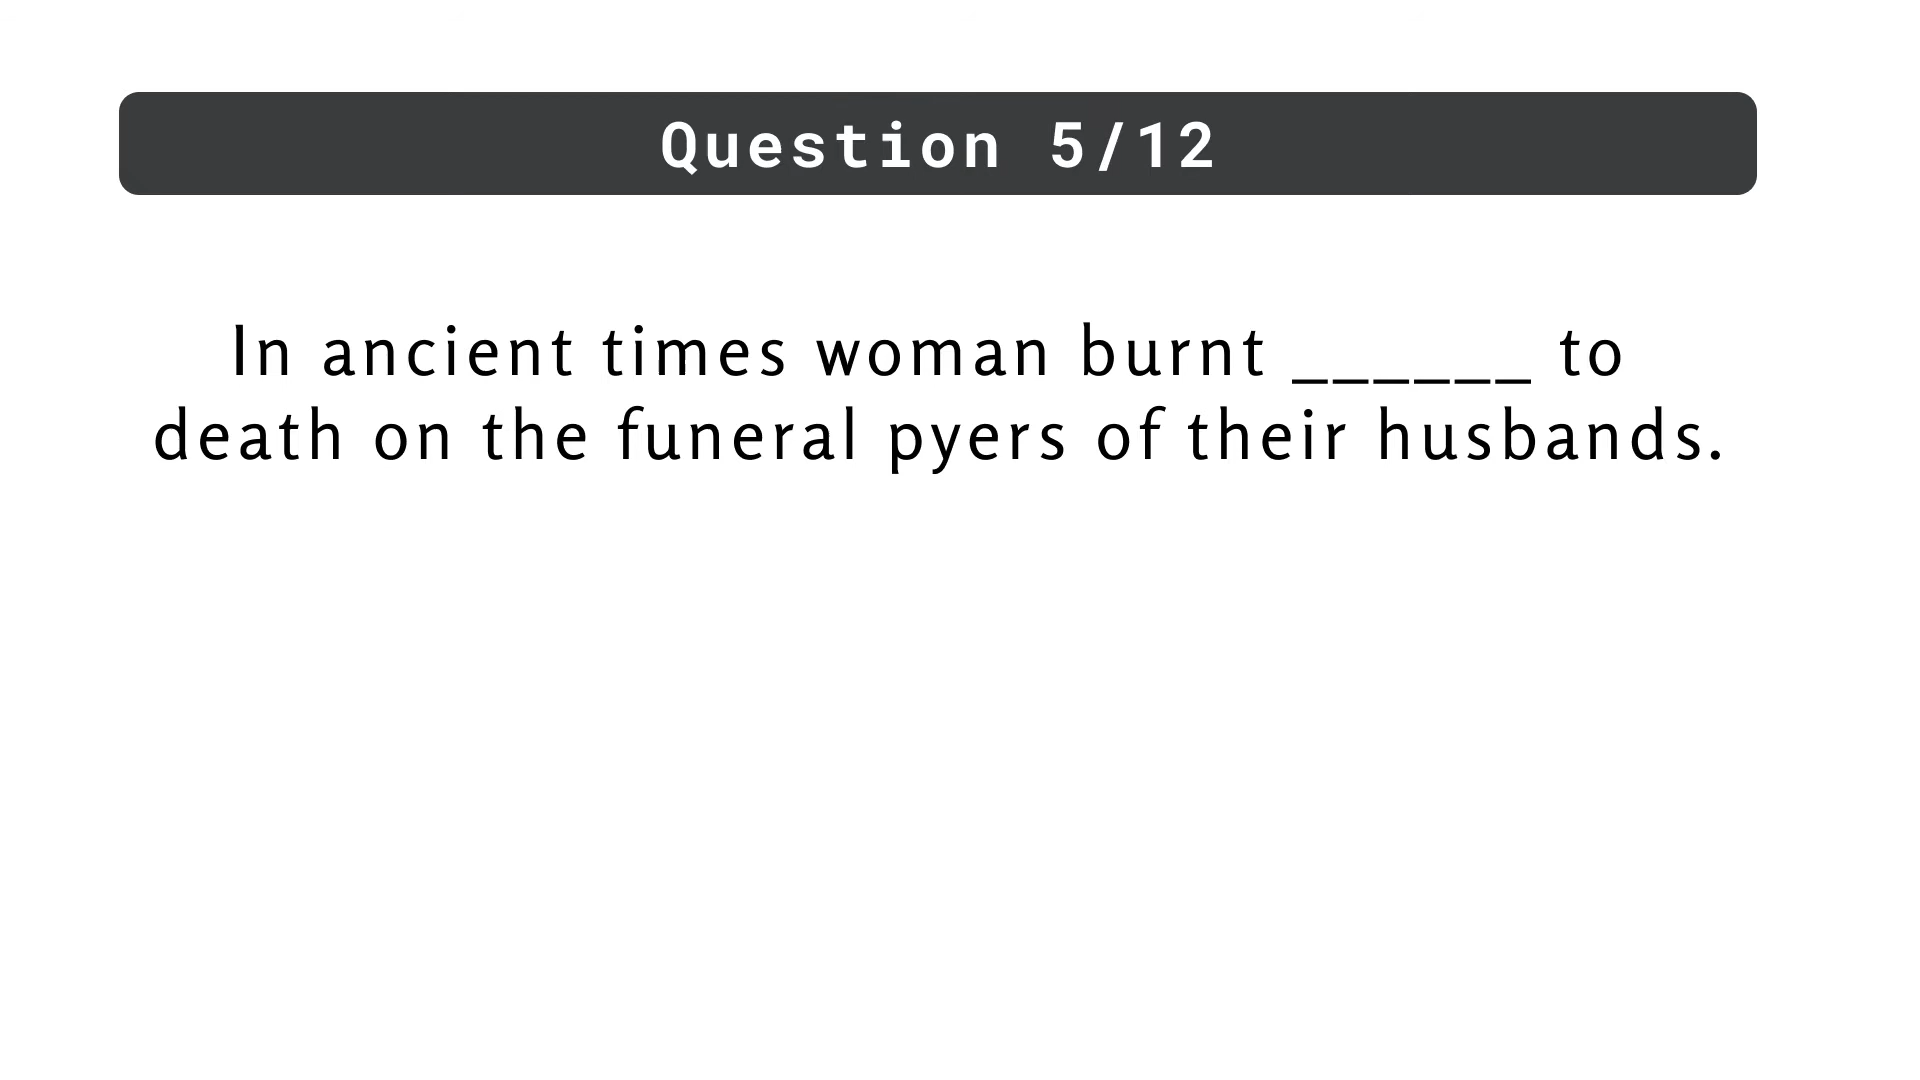 Question 5/12
In ancient times woman burnt ______ to
death on the funeral pyers of their husbands.